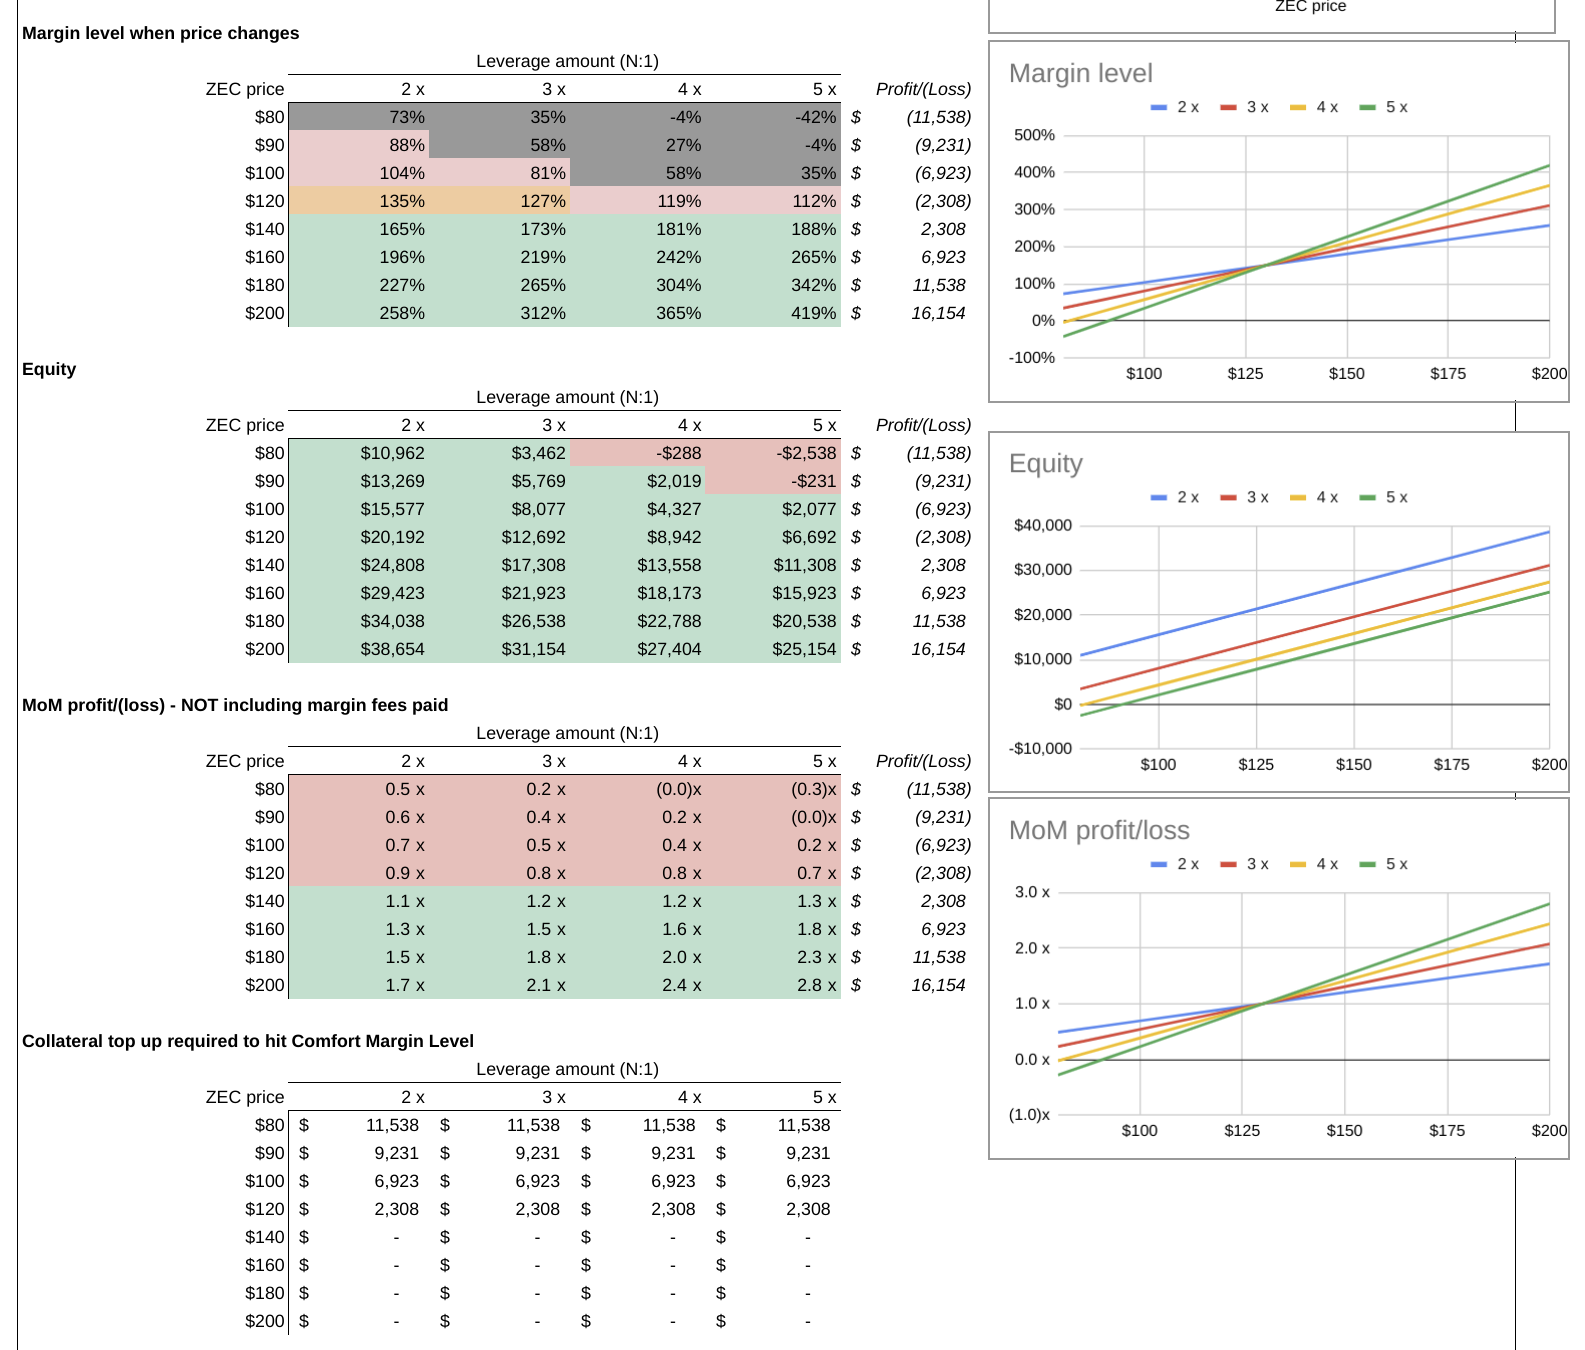 ZEC price
Margin level when price changes
Leverage amount (N:1)
ZEC price 2 x 3 x 4 x 5 x Profit/(Loss)
$80 73% 35% -4% -42% $ (11,538)
$90 88% 58% 27% -4% $ (9,231)
$100 104% 81% 58% 35% $ (6,923)
$120 135% 127% 119% 112% $ (2,308)
$140 165% 173% 181% 188% $ 2,308
$160 196% 219% 242% 265% $ 6,923
$180 227% 265% 304% 342% $ 11,538
$200 258% 312% 365% 419% $ 16,154
Margin level
2 x 3 x 4 x 5 x
500%
400%
300%
200%
100%
0%
-100%
$100 $125 $150 $175 $200
Equity
Leverage amount (N:1)
ZEC price 2 x 3 x 4 x 5 x Profit/(Loss)
$80 $10,962 $3,462 -$288 -$2,538 $ (11,538)
$90 $13,269 $5,769 $2,019 -$231 $ (9,231)
$100 $15,577 $8,077 $4,327 $2,077 $ (6,923)
$120 $20,192 $12,692 $8,942 $6,692 $ (2,308)
$140 $24,808 $17,308 $13,558 $11,308 $ 2,308
$160 $29,423 $21,923 $18,173 $15,923 $ 6,923
$180 $34,038 $26,538 $22,788 $20,538 $ 11,538
$200 $38,654 $31,154 $27,404 $25,154 $ 16,154
Equity
2 x 3 x 4 x 5 x
$40,000
$30,000
$20,000
$10,000
$0
-$10,000
$100 $125 $150 $175 $200
MoM profit/(loss) - NOT including margin fees paid
Leverage amount (N:1)
ZEC price 2 x 3 x 4 x 5 x Profit/(Loss)
$80 0.5 x 0.2 x (0.0)x (0.3)x $ (11,538)
$90 0.6 x 0.4 x 0.2 x (0.0)x $ (9,231)
$100 0.7 x 0.5 x 0.4 x 0.2 x $ (6,923)
$120 0.9 x 0.8 x 0.8 x 0.7 x $ (2,308)
$140 1.1 x 1.2 x 1.2 x 1.3 x $ 2,308
$160 1.3 x 1.5 x 1.6 x 1.8 x $ 6,923
$180 1.5 x 1.8 x 2.0 x 2.3 x $ 11,538
$200 1.7 x 2.1 x 2.4 x 2.8 x $ 16,154
MoM profit/loss
2 x 3 x 4 x 5 x
3.0 x
2.0 x
1.0 x
0.0 x
(1.0)x
$100 $125 $150 $175 $200
Collateral top up required to hit Comfort Margin Level
Leverage amount (N:1)
ZEC price 2 x 3 x 4 x 5 x
$80 $ 11,538 $ 11,538 $ 11,538 $ 11,538
$90 $ 9,231 $ 9,231 $ 9,231 $ 9,231
$100 $ 6,923 $ 6,923 $ 6,923 $ 6,923
$120 $ 2,308 $ 2,308 $ 2,308 $ 2,308
$140 $ - $ - $ - $ -
$160 $ - $ - $ - $ -
$180 $ - $ - $ - $ -
$200 $ - $ - $ - $ -